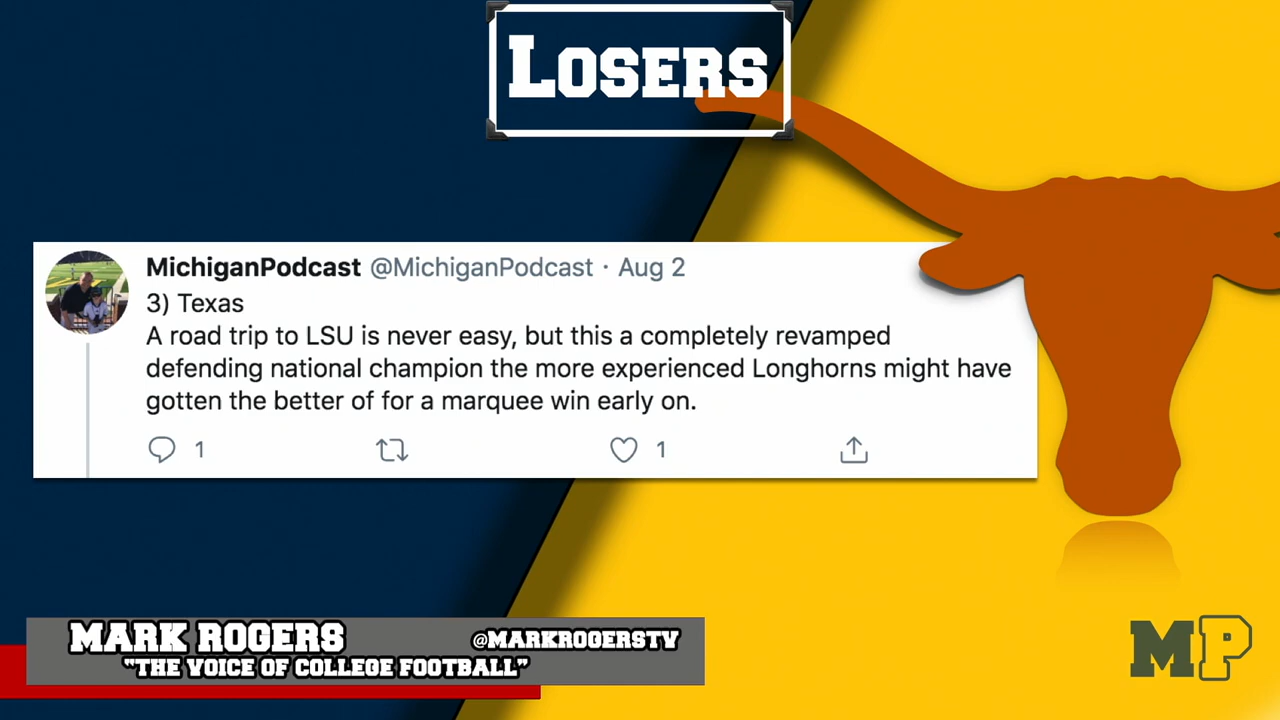 LOSERS
MichiganPodcast @MichiganPodcast · Aug 2
3) Texas
A road trip to LSU is never easy, but this a completely revamped
defending national champion the more experienced Longhorns might have
gotten the better of for a marquee win early on.
1 1
MARK ROGERS @MARKROGERSTV
"THE VOICE OF COLLEGE FOOTBALL"
MP